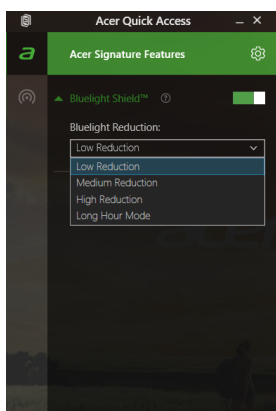 Acer Quick Access
Acer Signature Features
Bluelight Shield™
Bluelight Reduction:
Low Reduction
Low Reduction
Medium Reduction
High Reduction
Long Hour Mode